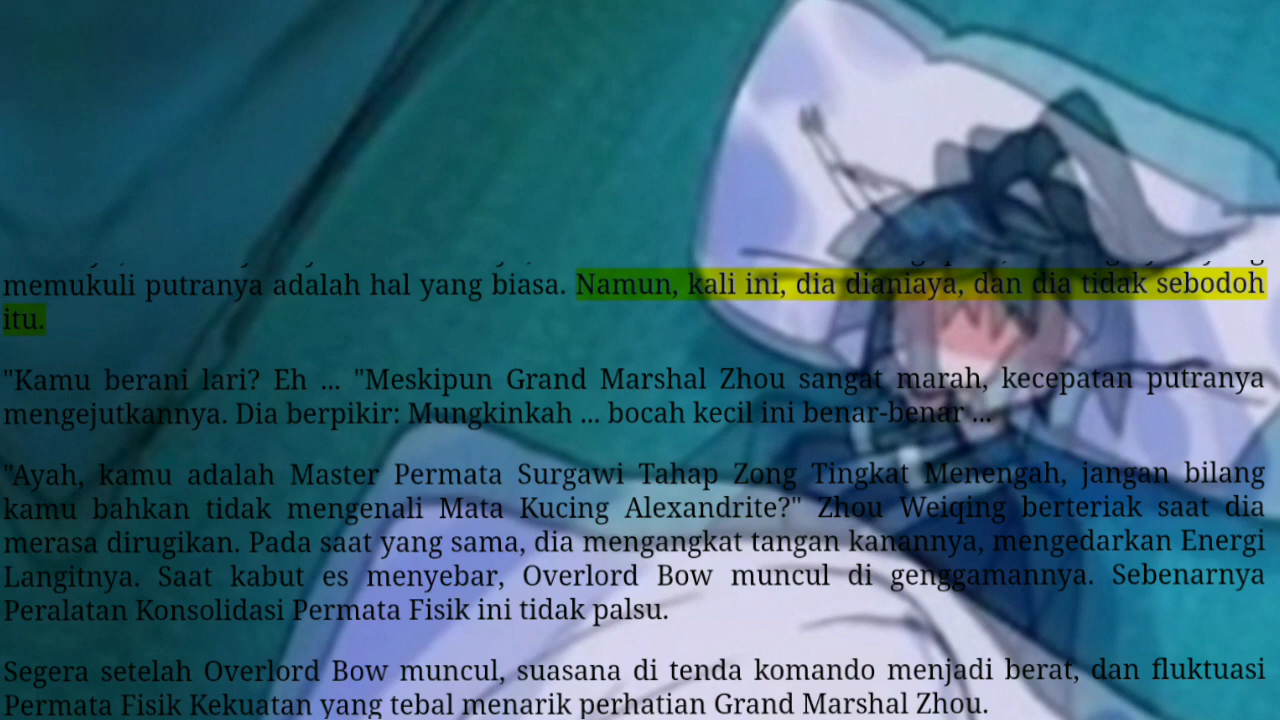 memukuli putranya adalah hal yang biasa. Namun, kali ini, dia dianiaya, dan dia tidak sebodoh
itu.
"Kamu berani lari? Eh ... "Meskipun Grand Marshal Zhou sangat marah, kecepatan putranya
mengejutkannya. Dia berpikir: Mungkinkah ... bocah kecil ini benar-benar ...
"Ayah, kamu adalah Master Permata Surgawi Tahap Zong Tingkat Menengah, jangan bilang
kamu bahkan tidak mengenali Mata Kucing Alexandrite?" Zhou Weiqing berteriak saat dia
merasa dirugikan. Pada saat yang sama, dia mengangkat tangan kanannya, mengedarkan Energi
Langitnya. Saat kabut es menyebar, Overlord Bow muncul di genggamannya. Sebenarnya
Peralatan Konsolidasi Permata Fisik ini tidak palsu.
Segera setelah Overlord Bow muncul, suasana di tenda komando menjadi berat, dan fluktuasi
Permata Fisik Kekuatan yang tebal menarik perhatian Grand Marshal Zhou.